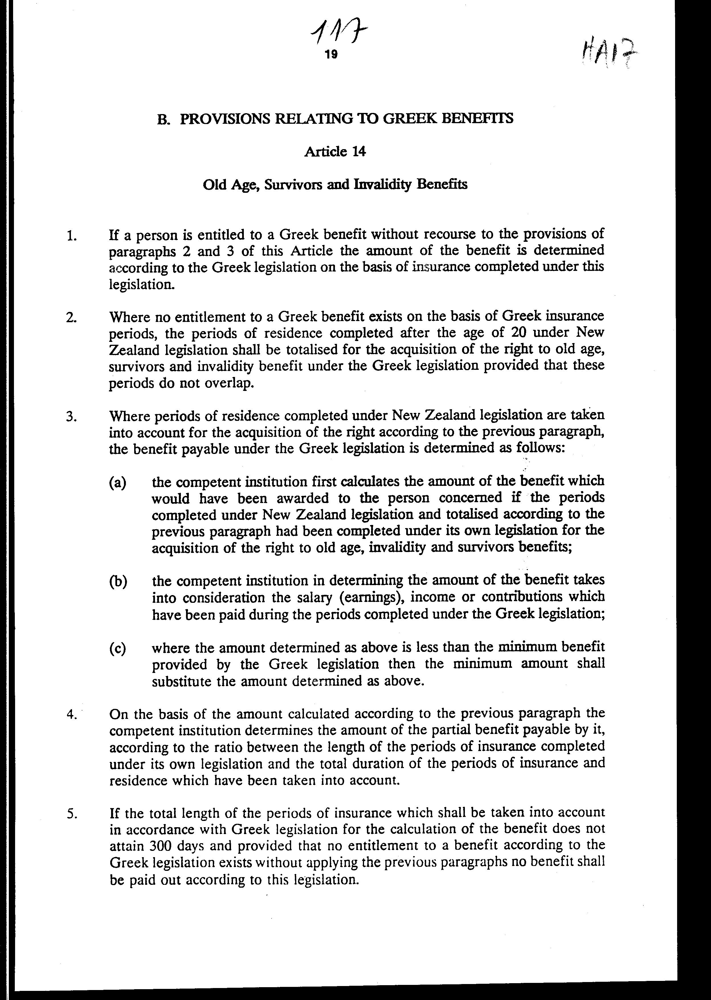 117
19
HA17
B. PROVISIONS RELATING TO GREEK BENEFITS
Article 14
Old Age, Survivors and Invalidity Benefits
1. If a person is entitled to a Greek benefit without recourse to the provisions of
paragraphs 2 and 3 of this Article the amount of the benefit is determined
according to the Greek legislation on the basis of insurance completed under this
legislation.
2. Where no entitlement to a Greek benefit exists on the basis of Greek insurance
periods, the periods of residence completed after the age of 20 under New
Zealand legislation shall be totalised for the acquisition of the right to old age,
survivors and invalidity benefit under the Greek legislation provided that these
periods do not overlap.
3. Where periods of residence completed under New Zealand legislation are taken
into account for the acquisition of the right according to the previous paragraph,
the benefit payable under the Greek legislation is determined as follows:
(a) the competent institution first calculates the amount of the benefit which
would have been awarded to the person concerned if the periods
completed under New Zealand legislation and totalised according to the
previous paragraph had been completed under its own legislation for the
acquisition of the right to old age, invalidity and survivors benefits;
(b) the competent institution in determining the amount of the benefit takes
into consideration the salary (earnings), income or contributions which
have been paid during the periods completed under the Greek legislation;
(c) where the amount determined as above is less than the minimum benefit
provided by the Greek legislation then the minimum amount shall
substitute the amount determined as above.
4. On the basis of the amount calculated according to the previous paragraph the
competent institution determines the amount of the partial benefit payable by it,
according to the ratio between the length of the periods of insurance completed
under its own legislation and the total duration of the periods of insurance and
residence which have been taken into account.
5. If the total length of the periods of insurance which shall be taken into account
in accordance with Greek legislation for the calculation of the benefit does not
attain 300 days and provided that no entitlement to a benefit according to the
Greek legislation exists without applying the previous paragraphs no benefit shall
be paid out according to this legislation.